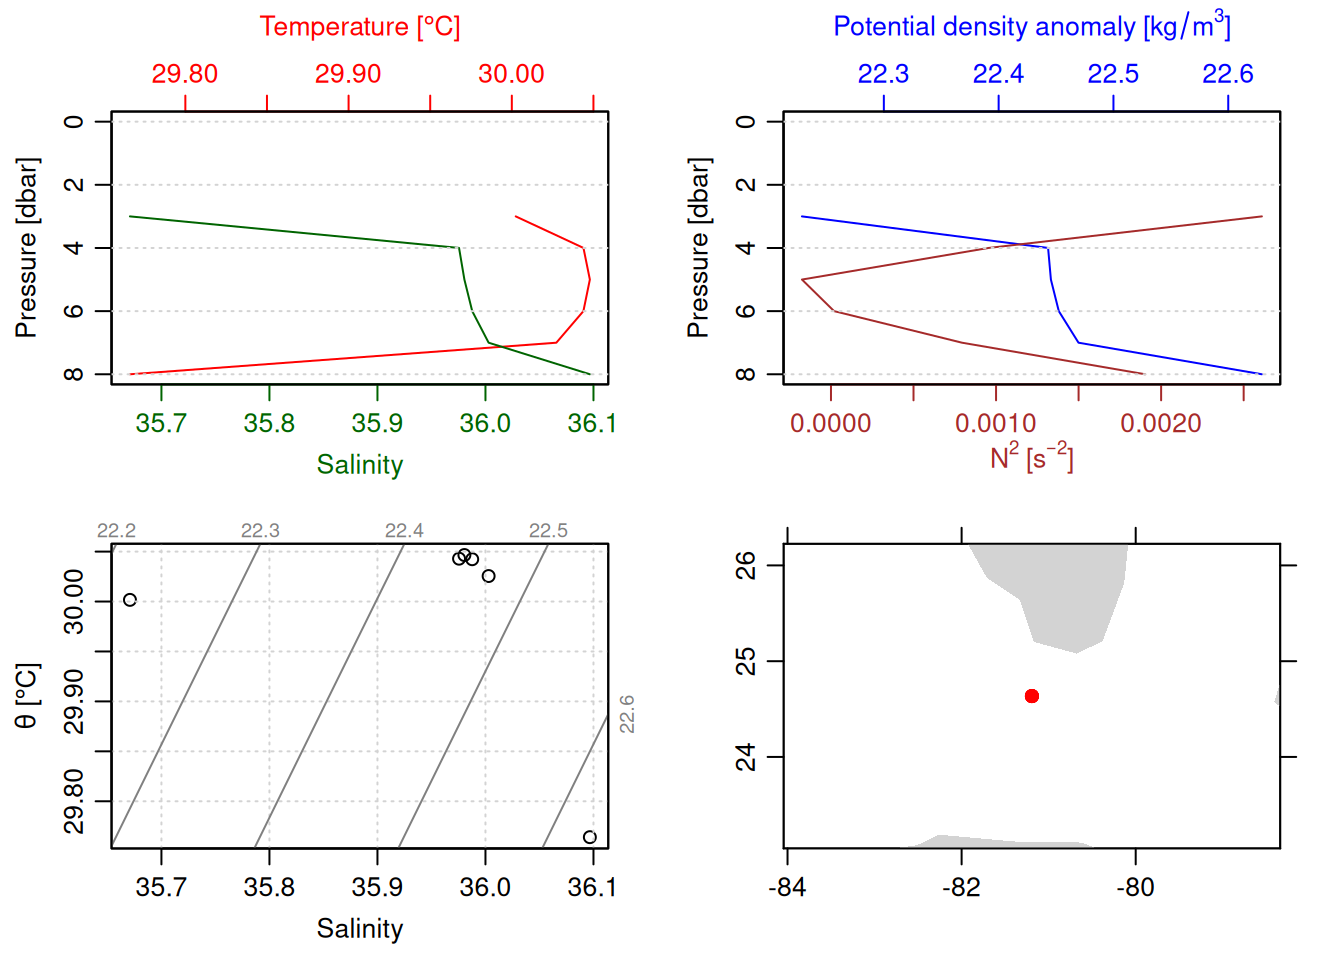 Temperature [°C]
29.80 29.90 30.00
Pressure [dbar]
0
2
4
6
8
35.7 35.8 35.9 36.0 36.1
Salinity
Potential density anomaly [kg/m³]
22.3 22.4 22.5 22.6
Pressure [dbar]
0
2
4
6
8
0.0000 0.0010 0.0020
N² [s⁻²]
22.2 22.3 22.4 22.5
22.6
θ [°C]
30.00
29.90
29.80
35.7 35.8 35.9 36.0 36.1
Salinity
26
25
24
-84 -82 -80